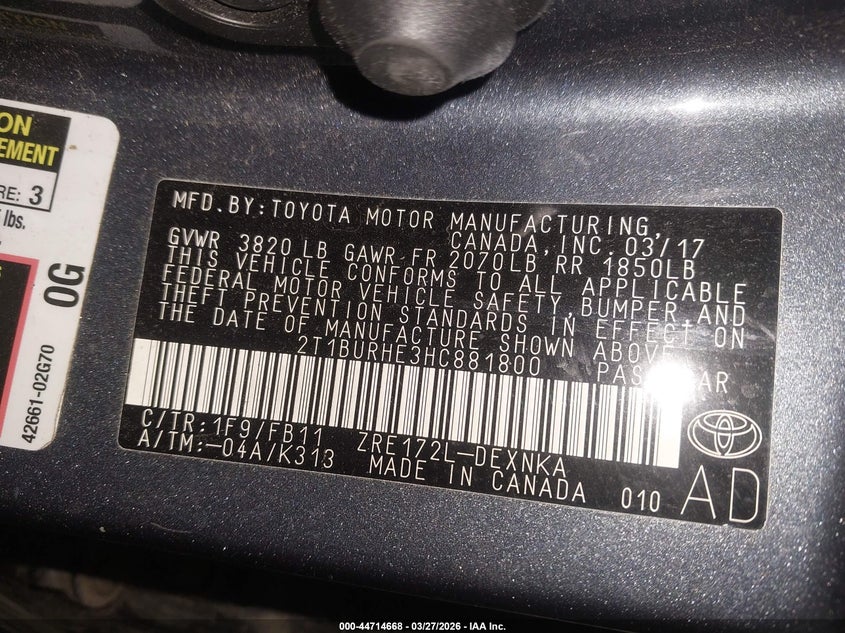 ON
EMENT
RE: 3
lbs.
OG
42661-02G70
MFD.BY:TOYOTA MOTOR MANUFACTURING,
CANADA,INC. 03/17
GVWR 3820 LB GAWR FR 2070LB RR 1850LB
THIS VEHICLE CONFORMS TO ALL APPLICABLE
FEDERAL MOTOR VEHICLE SAFETY,BUMPER AND
THEFT PREVENTION STANDARDS IN EFFECT ON
THE DATE OF MANUFACTURE SHOWN ABOVE.
2T1BURHE3HC881800 PAS CAR
C/TR:1F9/FB11 ZRE172L-DEXNKA
A/TM:-04A/K313 MADE IN CANADA 010 AD
000-44714668 - 03/27/2026 - IAA Inc.